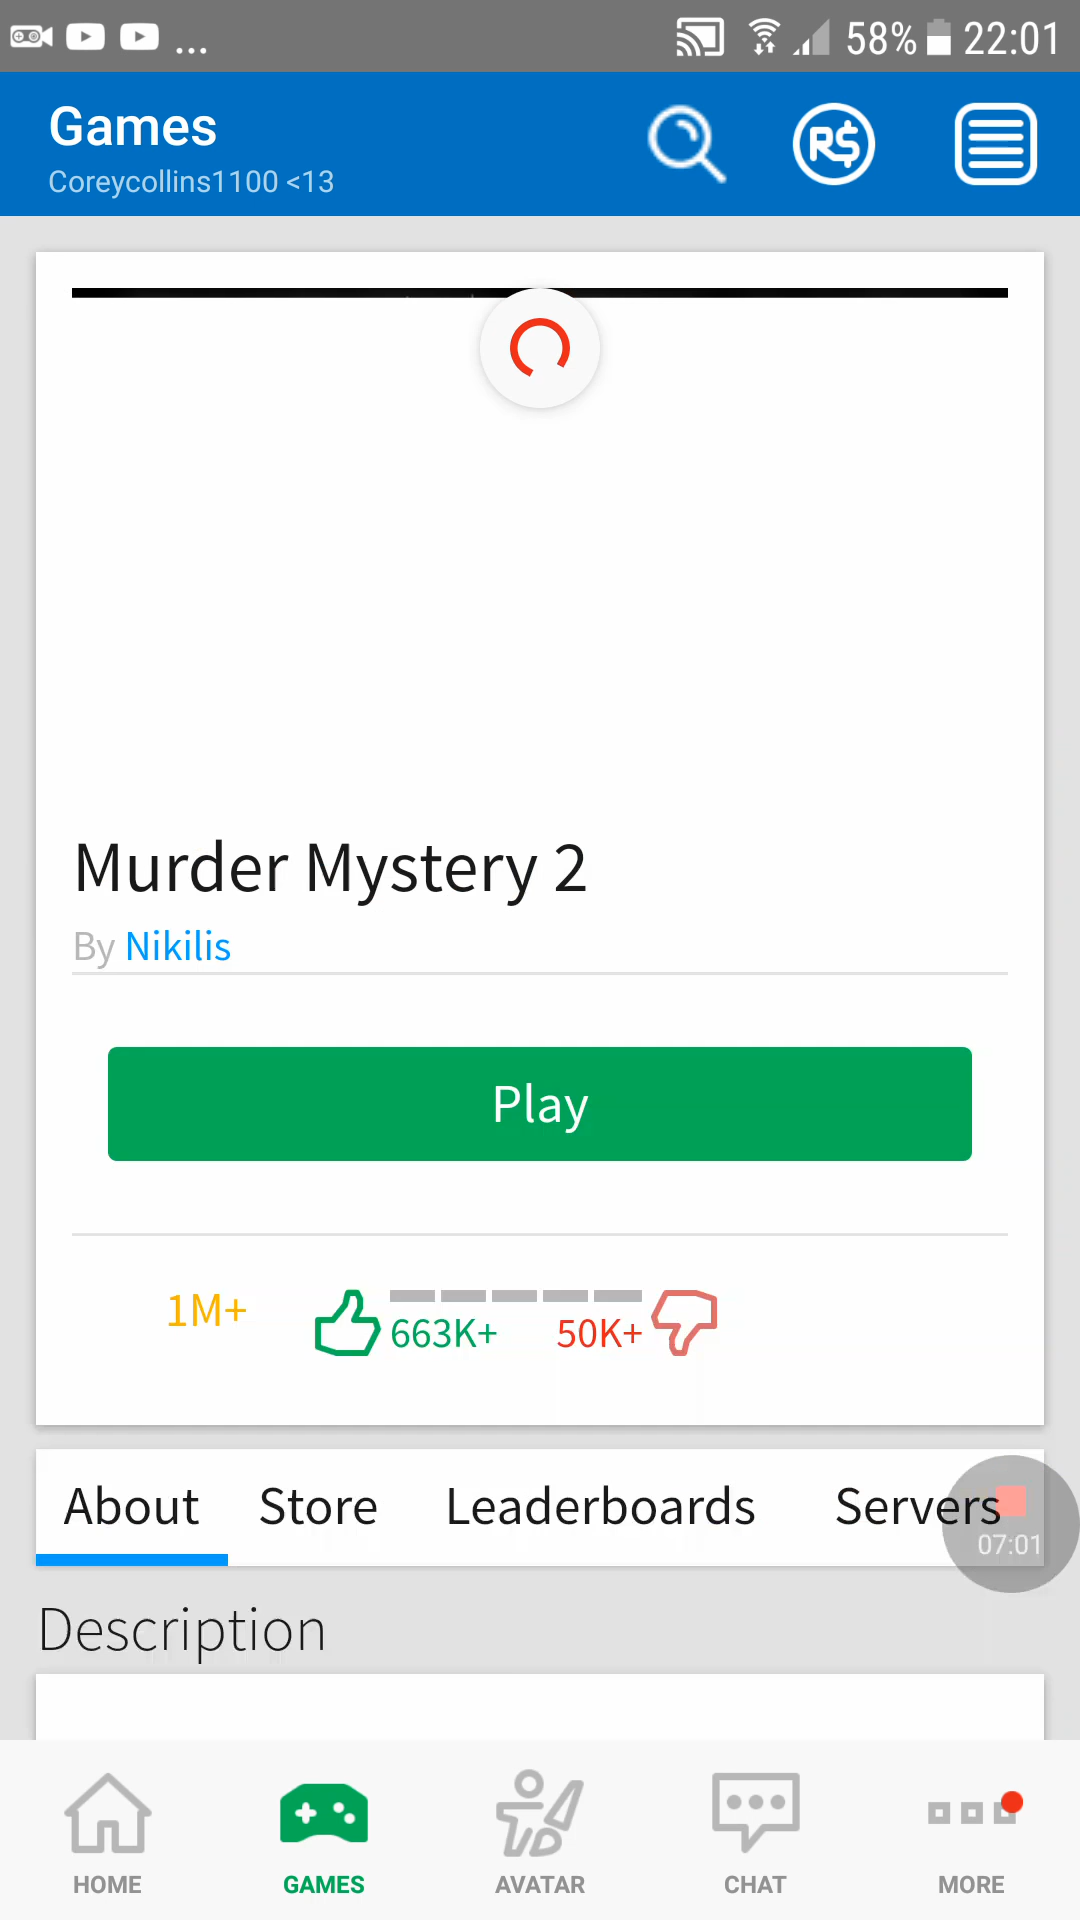 ... 58% 22:01
Games
Coreycollins1100 <13
R$
Murder Mystery 2
By Nikilis
Play
1M+ 663K+ 50K+
About Store Leaderboards Servers
07:01
Description
HOME GAMES AVATAR CHAT MORE